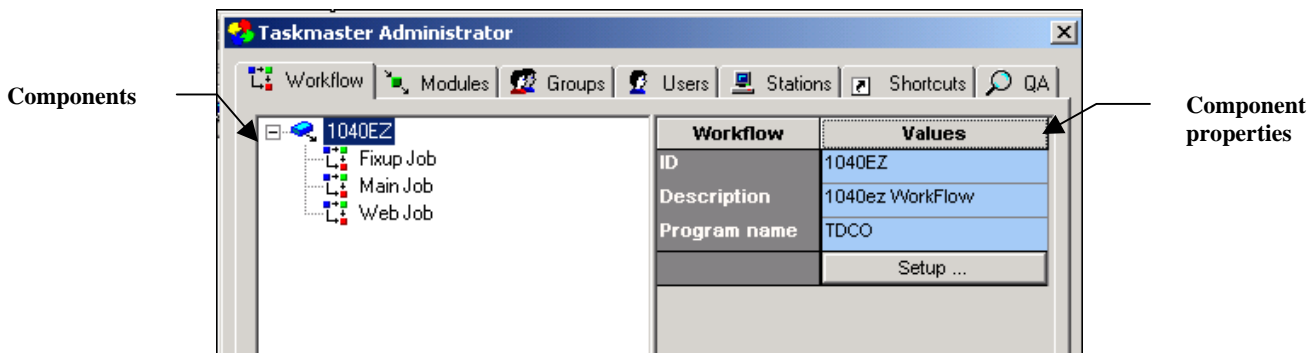 Taskmaster Administrator
Workflow Modules Groups Users Stations Shortcuts QA
Components
Component
properties
1040EZ
Fixup Job
Main Job
Web Job
Workflow Values
ID 1040EZ
Description 1040ez WorkFlow
Program name TDCO
Setup ...